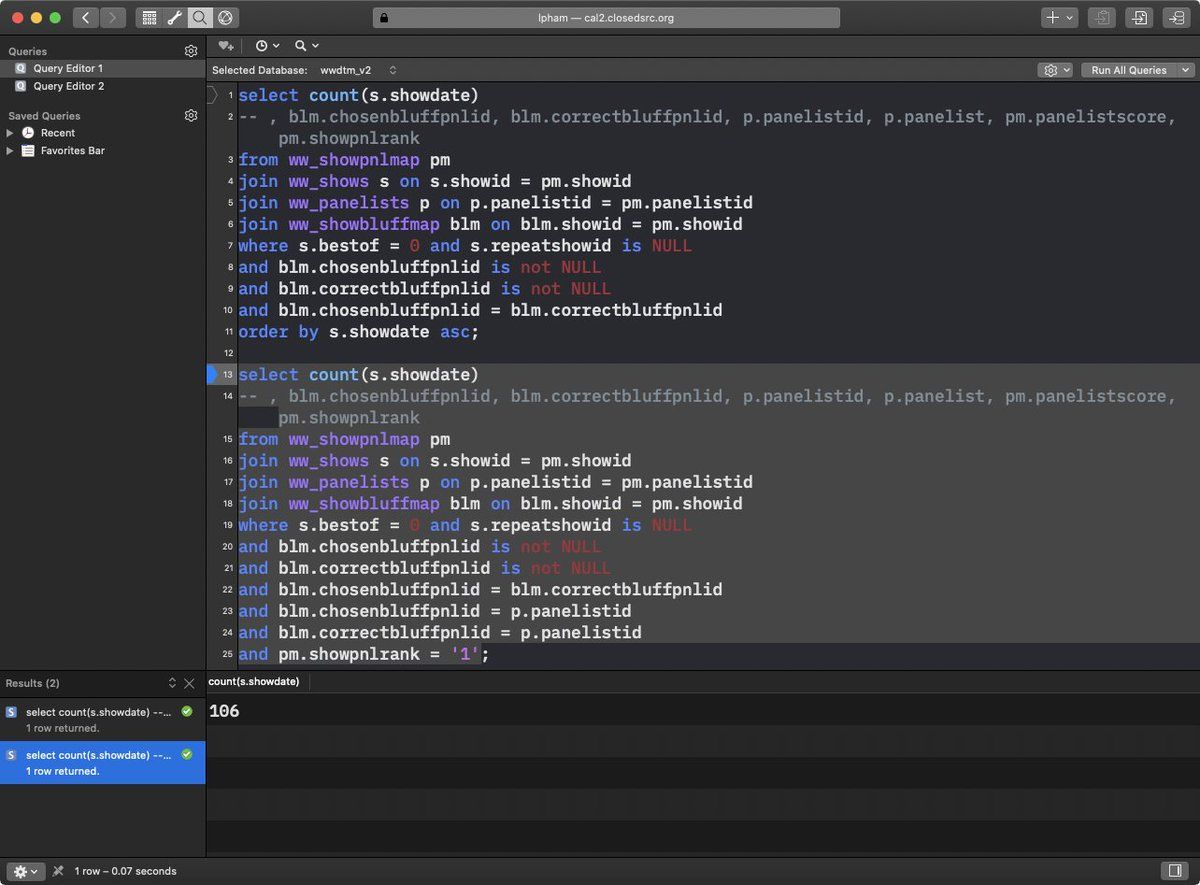 lpham — cal2.closedsrc.org
Queries
Query Editor 1
Query Editor 2
Saved Queries
Recent
Favorites Bar
Selected Database: wwdtm_v2
Run All Queries
1 select count(s.showdate)
2 -- , blm.chosenbluffpnlid, blm.correctbluffpnlid, p.panelistid, p.panelist, pm.panelistscore,
pm.showpnlrank
3 from ww_showpnlmap pm
4 join ww_shows s on s.showid = pm.showid
5 join ww_panelists p on p.panelistid = pm.panelistid
6 join ww_showbluffmap blm on blm.showid = pm.showid
7 where s.bestof = 0 and s.repeatshowid is NULL
8 and blm.chosenbluffpnlid is not NULL
9 and blm.correctbluffpnlid is not NULL
10 and blm.chosenbluffpnlid = blm.correctbluffpnlid
11 order by s.showdate asc;
12
13 select count(s.showdate)
14 -- , blm.chosenbluffpnlid, blm.correctbluffpnlid, p.panelistid, p.panelist, pm.panelistscore,
pm.showpnlrank
15 from ww_showpnlmap pm
16 join ww_shows s on s.showid = pm.showid
17 join ww_panelists p on p.panelistid = pm.panelistid
18 join ww_showbluffmap blm on blm.showid = pm.showid
19 where s.bestof = 0 and s.repeatshowid is NULL
20 and blm.chosenbluffpnlid is not NULL
21 and blm.correctbluffpnlid is not NULL
22 and blm.chosenbluffpnlid = blm.correctbluffpnlid
23 and blm.chosenbluffpnlid = p.panelistid
24 and blm.correctbluffpnlid = p.panelistid
25 and pm.showpnlrank = '1';
Results (2)
count(s.showdate)
S select count(s.showdate) --...
1 row returned.
106
S select count(s.showdate) --...
1 row returned.
1 row – 0.07 seconds